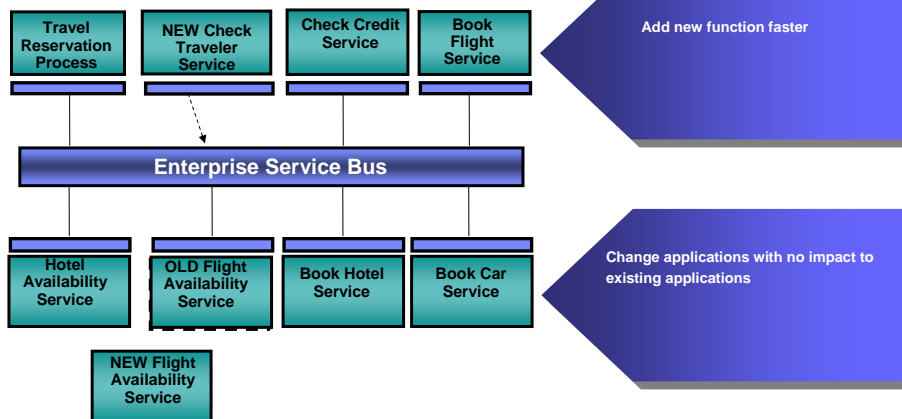 Travel
Reservation
Process
NEW Check
Traveler
Service
Check Credit
Service
Book
Flight
Service
Add new function faster
Enterprise Service Bus
Hotel
Availability
Service
OLD Flight
Availability
Service
Book Hotel
Service
Book Car
Service
Change applications with no impact to
existing applications
NEW Flight
Availability
Service